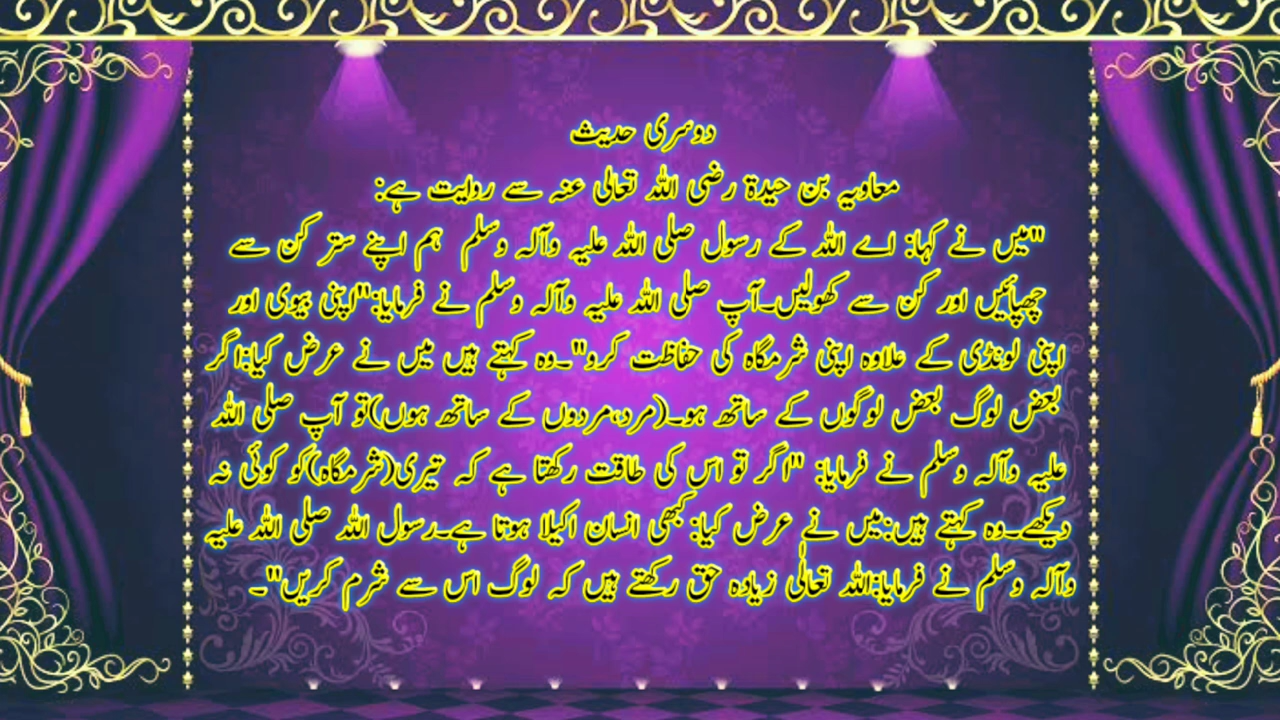 دوسری حدیث
معاویہ بن حیدۃ رضی اللہ تعالی عنہ سے روایت ہے:
"میں نے کہا: اے اللہ کے رسول صلی اللہ علیہ وآلہ وسلم ہم اپنے ستر کن سے
چھپائیں اور کن سے کھولیں۔آپ صلی اللہ علیہ وآلہ وسلم نے فرمایا:"اپنی بیوی اور
اپنی لونڈی کے علاوہ اپنی شرمگاہ کی حفاظت کرو"۔وہ کہتے ہیں میں نے عرض کیا:اگر
بعض لوگ بعض لوگوں کے ساتھ ہو۔(مرد،مردوں کے ساتھ ہوں)تو آپ صلی اللہ
علیہ وآلہ وسلم نے فرمایا: "اگر تو اس کی طاقت رکھتا ہے کہ تیری(شرمگاہ)کو کوئی نہ
دیکھے۔وہ کہتے ہیں:میں نے عرض کیا: کبھی انسان اکیلا ہوتا ہے۔رسول اللہ صلی اللہ علیہ
وآلہ وسلم نے فرمایا:اللہ تعالٰی زیادہ حق رکھتے ہیں کہ لوگ اس سے شرم کریں"۔